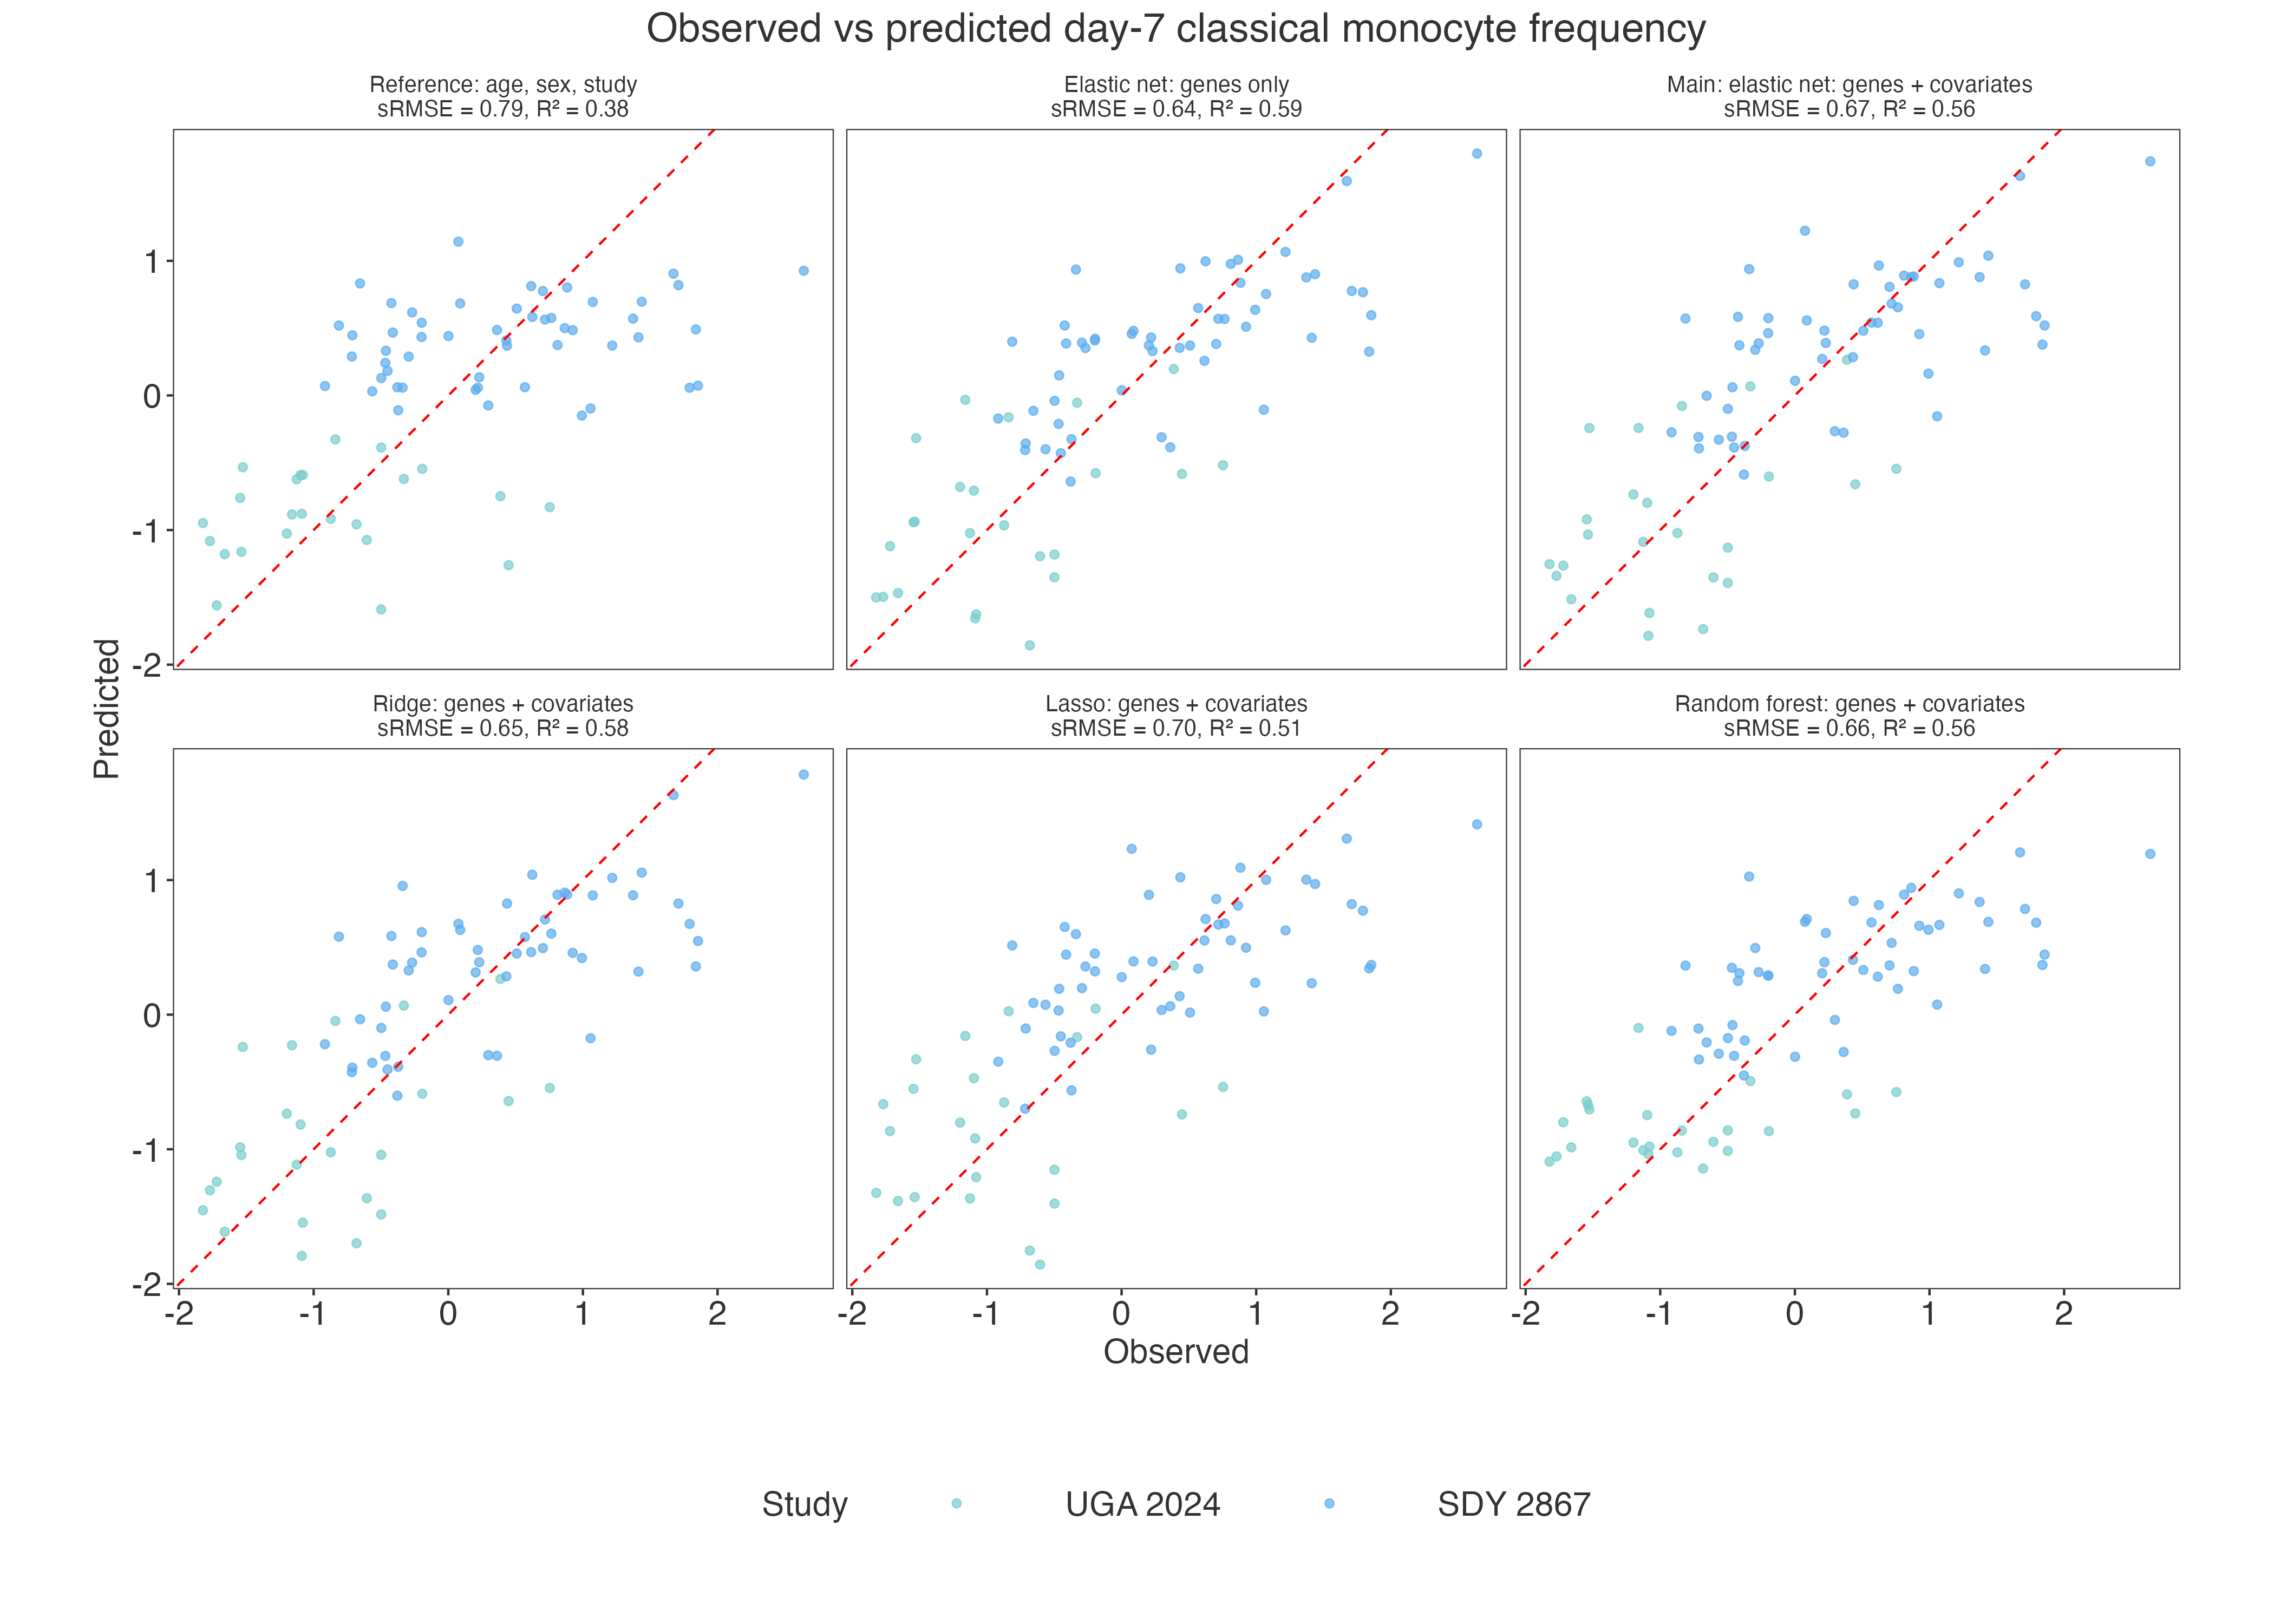 Observed vs predicted day-7 classical monocyte frequency
Reference: age, sex, study
sRMSE = 0.79, R² = 0.38
Elastic net: genes only
sRMSE = 0.64, R² = 0.59
Main: elastic net: genes + covariates
sRMSE = 0.67, R² = 0.56
1
0
-1
-2
Predicted
Ridge: genes + covariates
sRMSE = 0.65, R² = 0.58
Lasso: genes + covariates
sRMSE = 0.70, R² = 0.51
Random forest: genes + covariates
sRMSE = 0.66, R² = 0.56
1
0
-1
-2
-2 -1 0 1 2 -2 -1 0 1 2 -2 -1 0 1 2
Observed
Study UGA 2024 SDY 2867